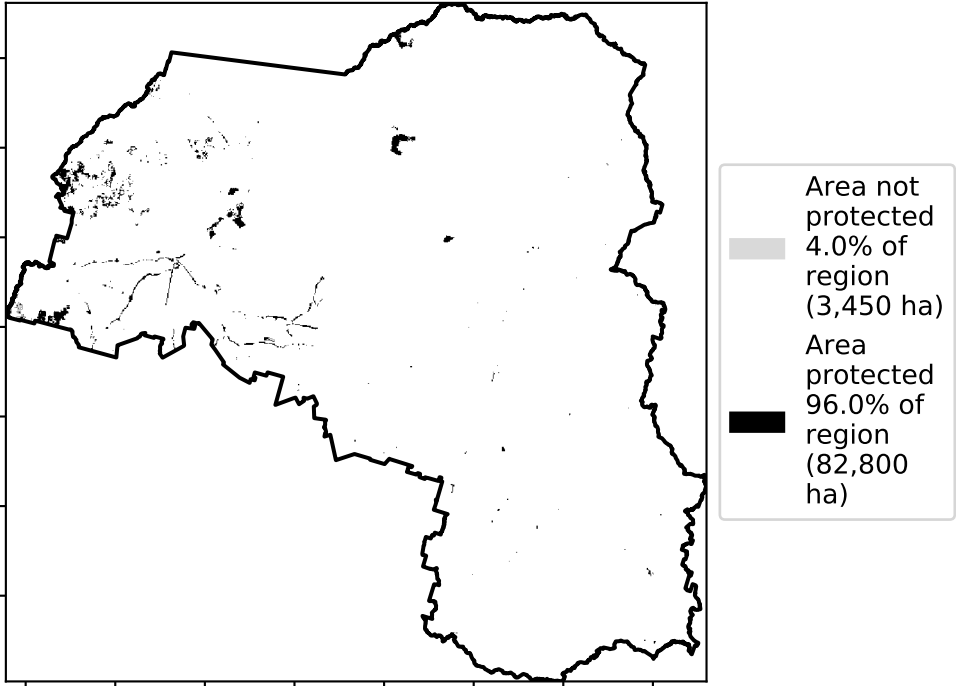 Area not
protected
4.0% of
region
(3,450 ha)
Area
protected
96.0% of
region
(82,800
ha)